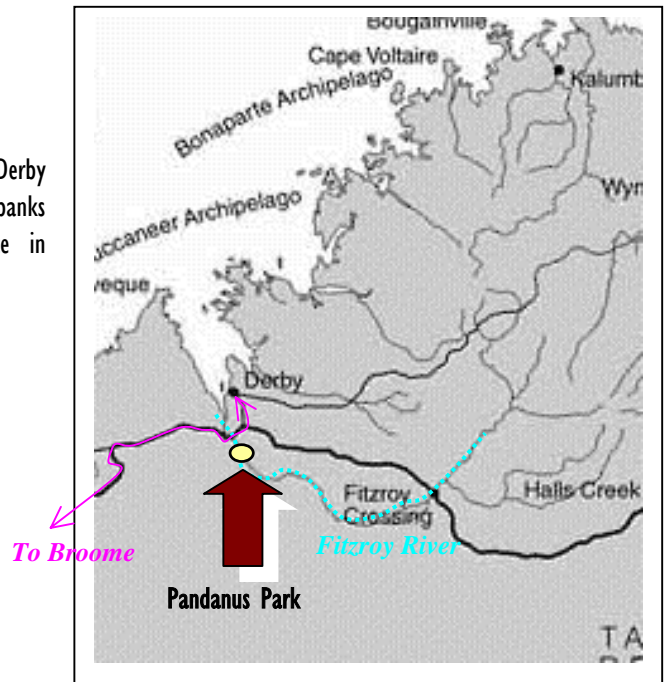 Derby
banks
e in
Bougainville
Cape Voltaire
Kalumb
Bonaparte Archipelago
Wyn
uccaneer Archipelago
veque
Derby
Fitzroy
Crossing
Halls Creek
To Broome
Fitzroy River
Pandanus Park
T A